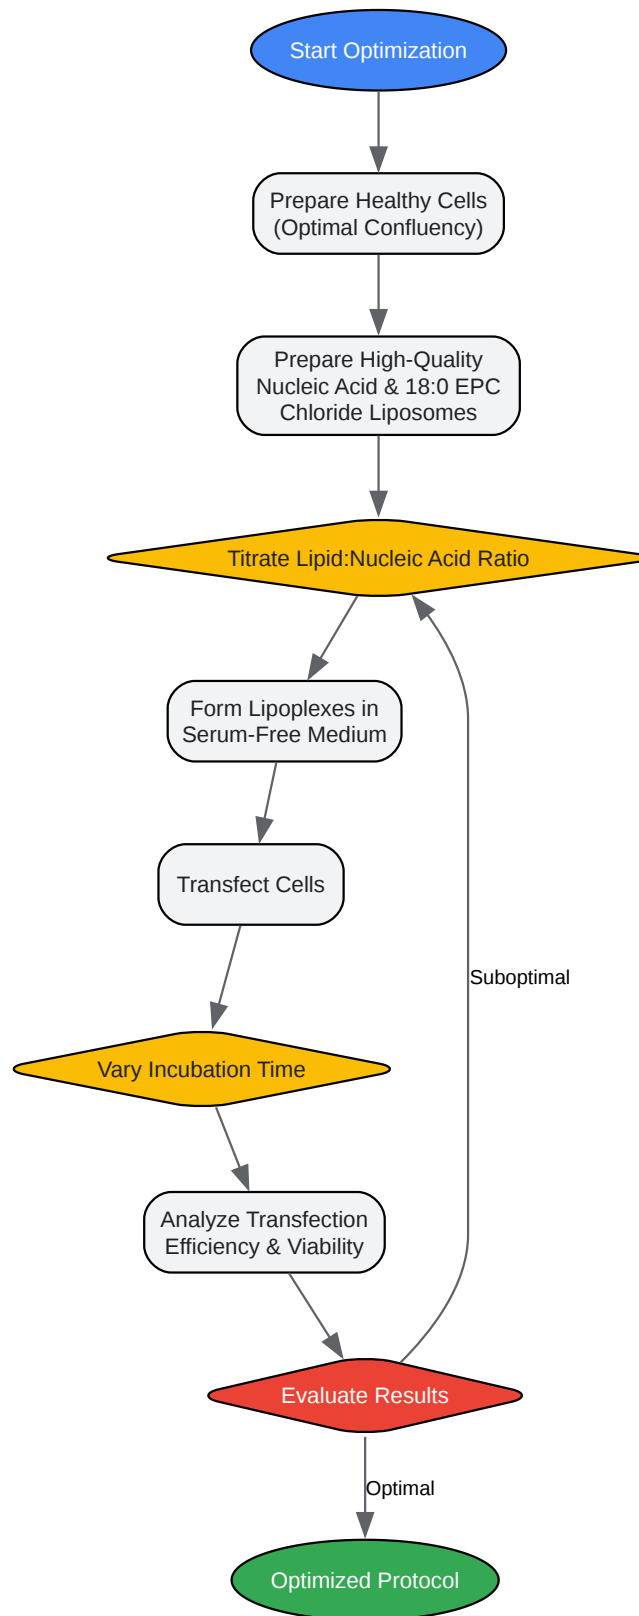 Start Optimization
Prepare Healthy Cells
(Optimal Confluency)
Prepare High-Quality
Nucleic Acid & 18:0 EPC
Chloride Liposomes
Titrate Lipid:Nucleic Acid Ratio
Form Lipoplexes in
Serum-Free Medium
Transfect Cells
Suboptimal
Vary Incubation Time
Analyze Transfection
Efficiency & Viability
Evaluate Results
Optimal
Optimized Protocol